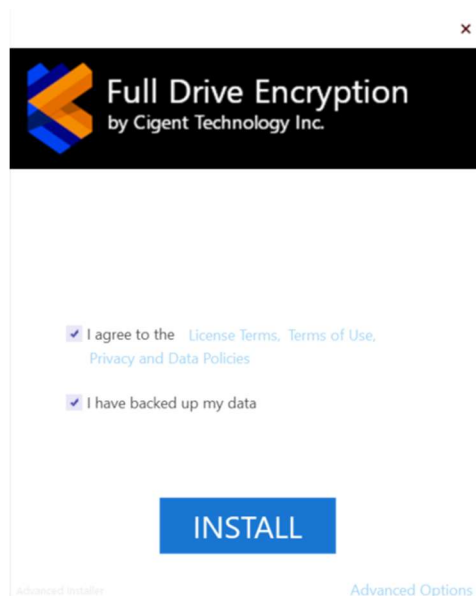 Full Drive Encryption
by Cigent Technology Inc.
I agree to the License Terms, Terms of Use,
Privacy and Data Policies
I have backed up my data
INSTALL
Advanced Installer
Advanced Options